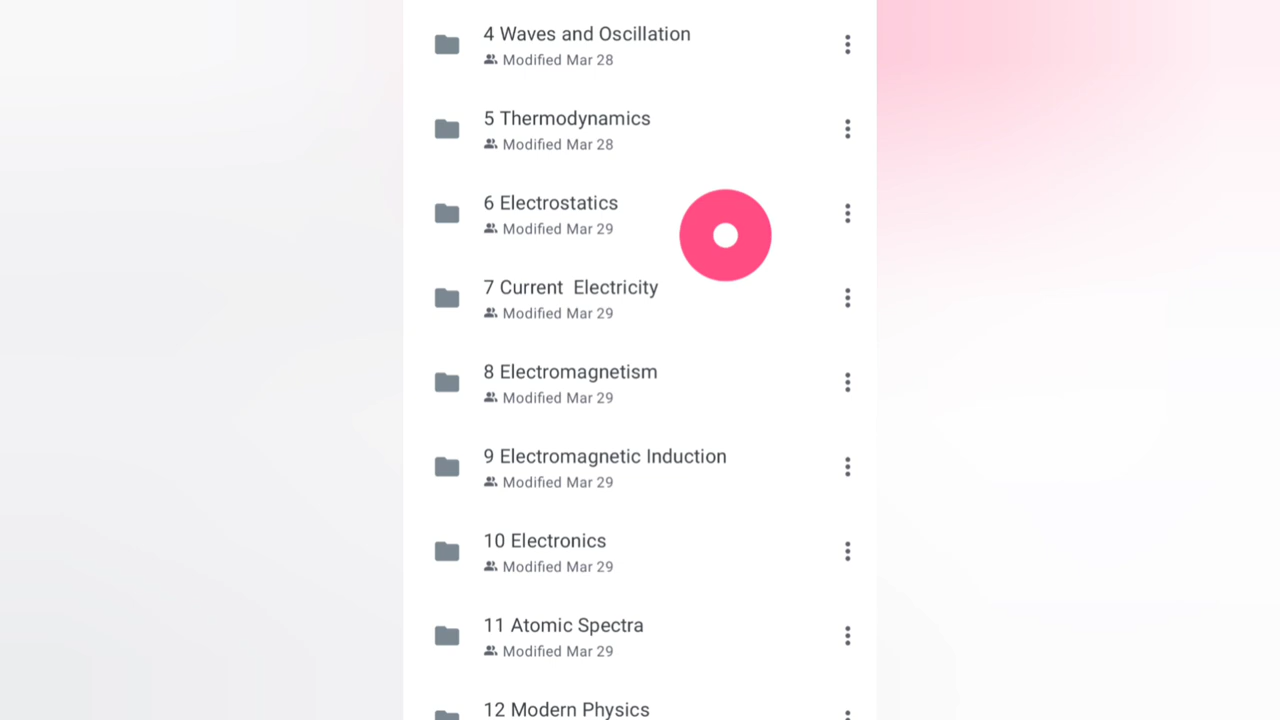 4 Waves and Oscillation
Modified Mar 28
5 Thermodynamics
Modified Mar 28
6 Electrostatics
Modified Mar 29
7 Current  Electricity
Modified Mar 29
8 Electromagnetism
Modified Mar 29
9 Electromagnetic Induction
Modified Mar 29
10 Electronics
Modified Mar 29
11 Atomic Spectra
Modified Mar 29
12 Modern Physics